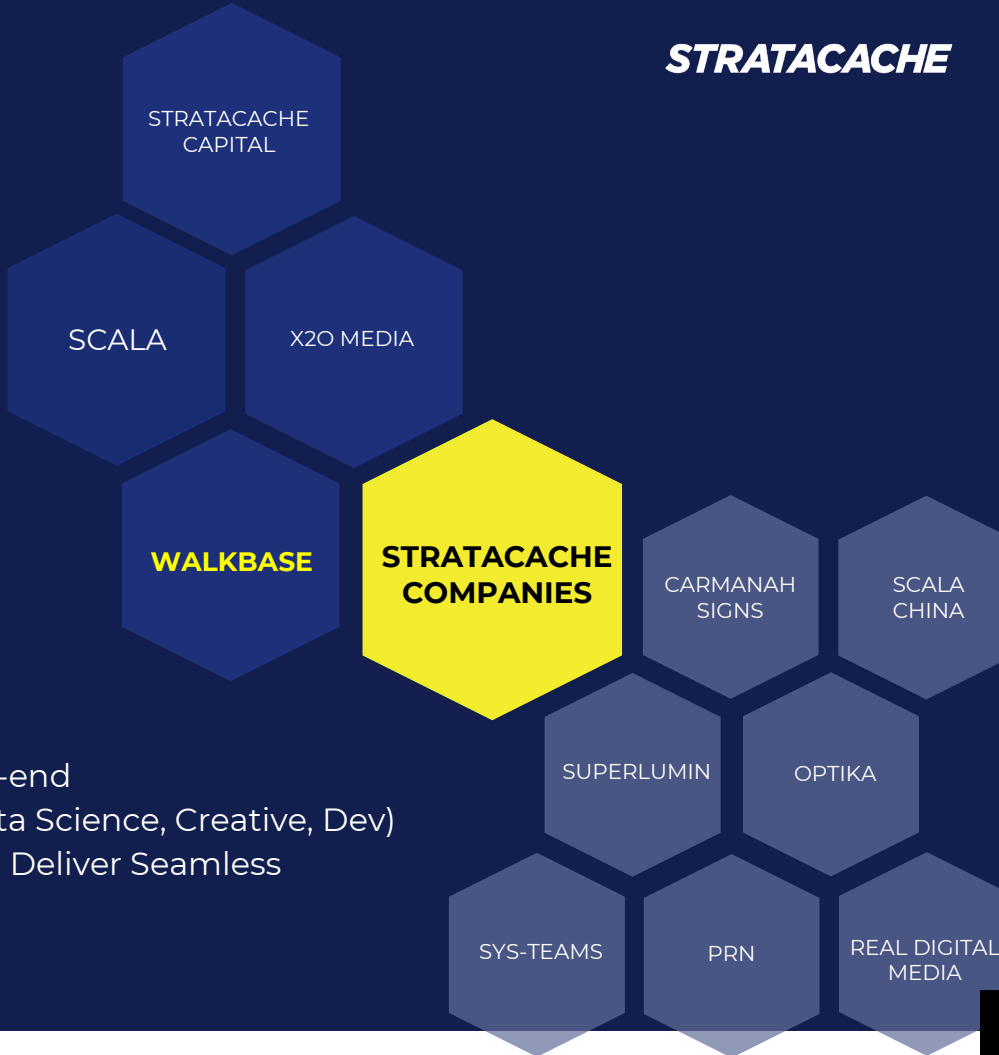 STRATACACHE
STRATACACHE
CAPITAL
SCALA
X2O MEDIA
WALKBASE
STRATACACHE
COMPANIES
CARMANAH
SIGNS
SCALA
CHINA
SUPERLUMIN
OPTIKA
-end
ta Science, Creative, Dev)
Deliver Seamless
SYS-TEAMS
PRN
REAL DIGITAL
MEDIA